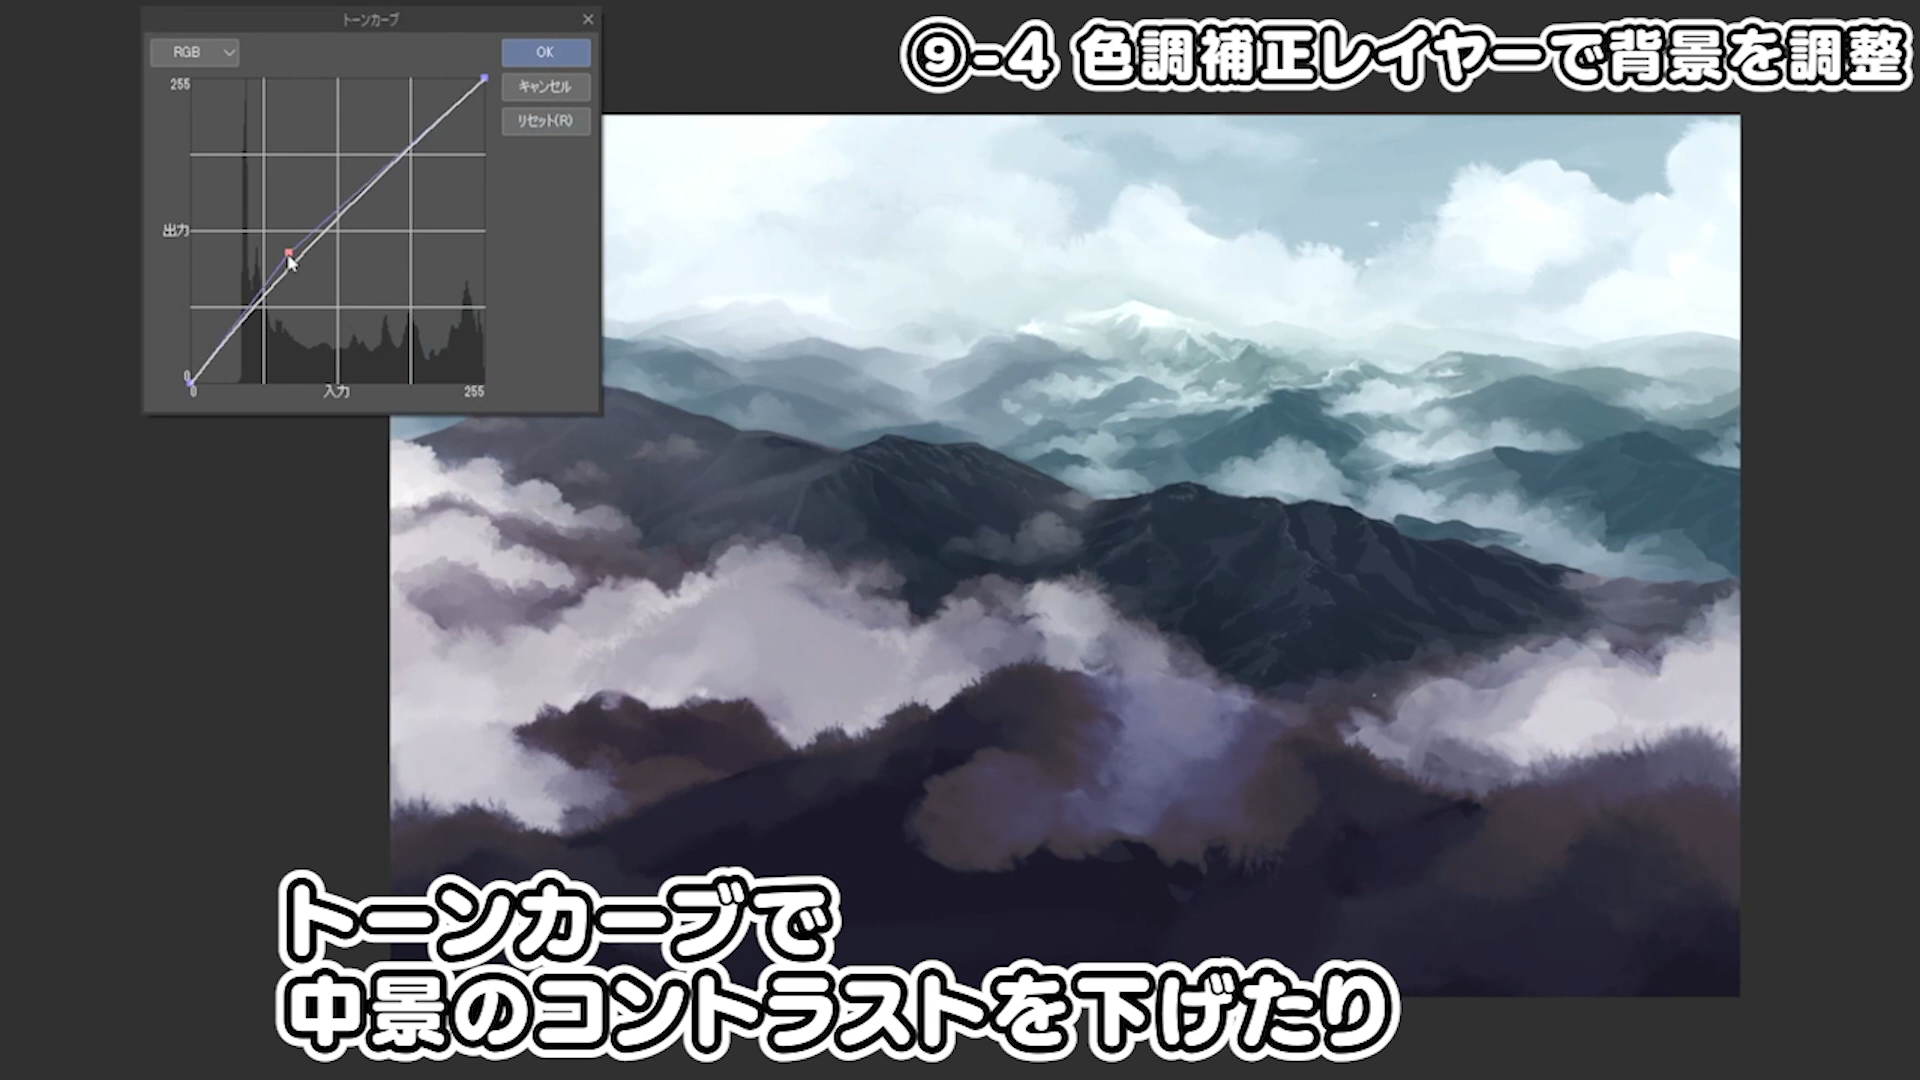 トーンカーブ
⑨-4 色調補正レイヤーで背景を調整
RGB
OK
キャンセル
リセット(R)
255
出力
0
0
入力
255
トーンカーブで
中景のコントラストを下げたり